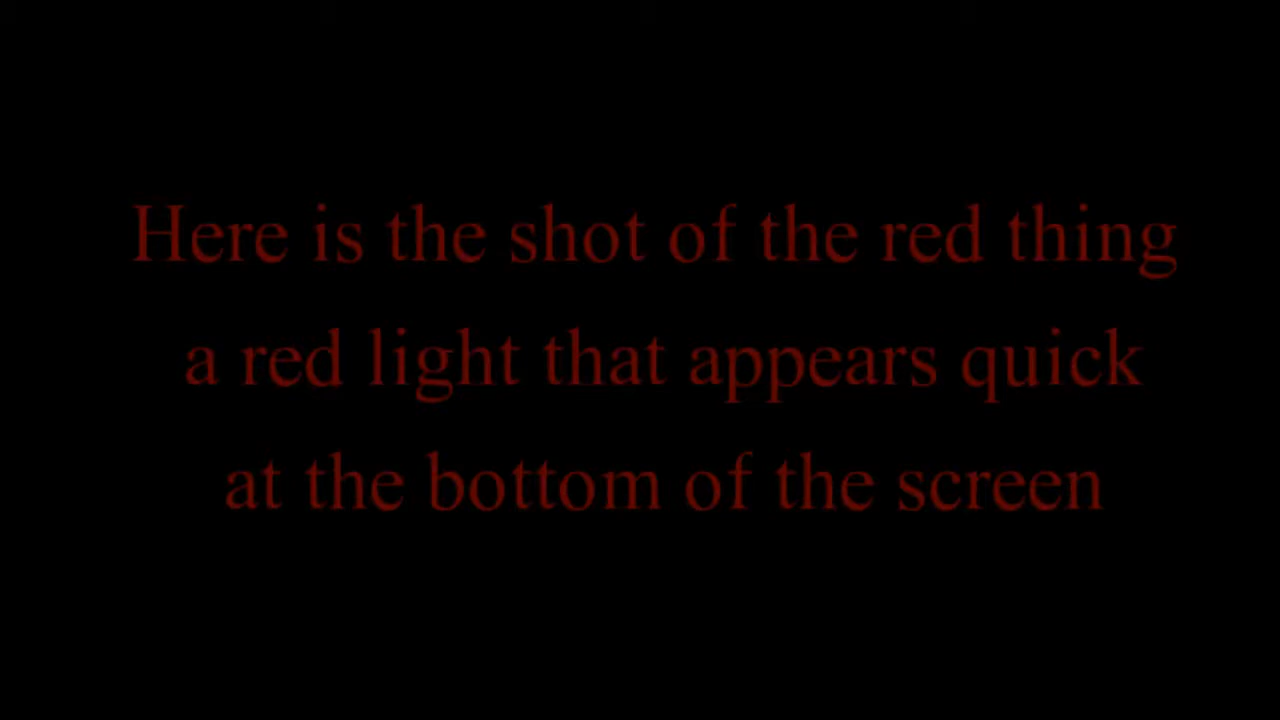 Here is the shot of the red thing
a red light that appears quick
at the bottom of the screen